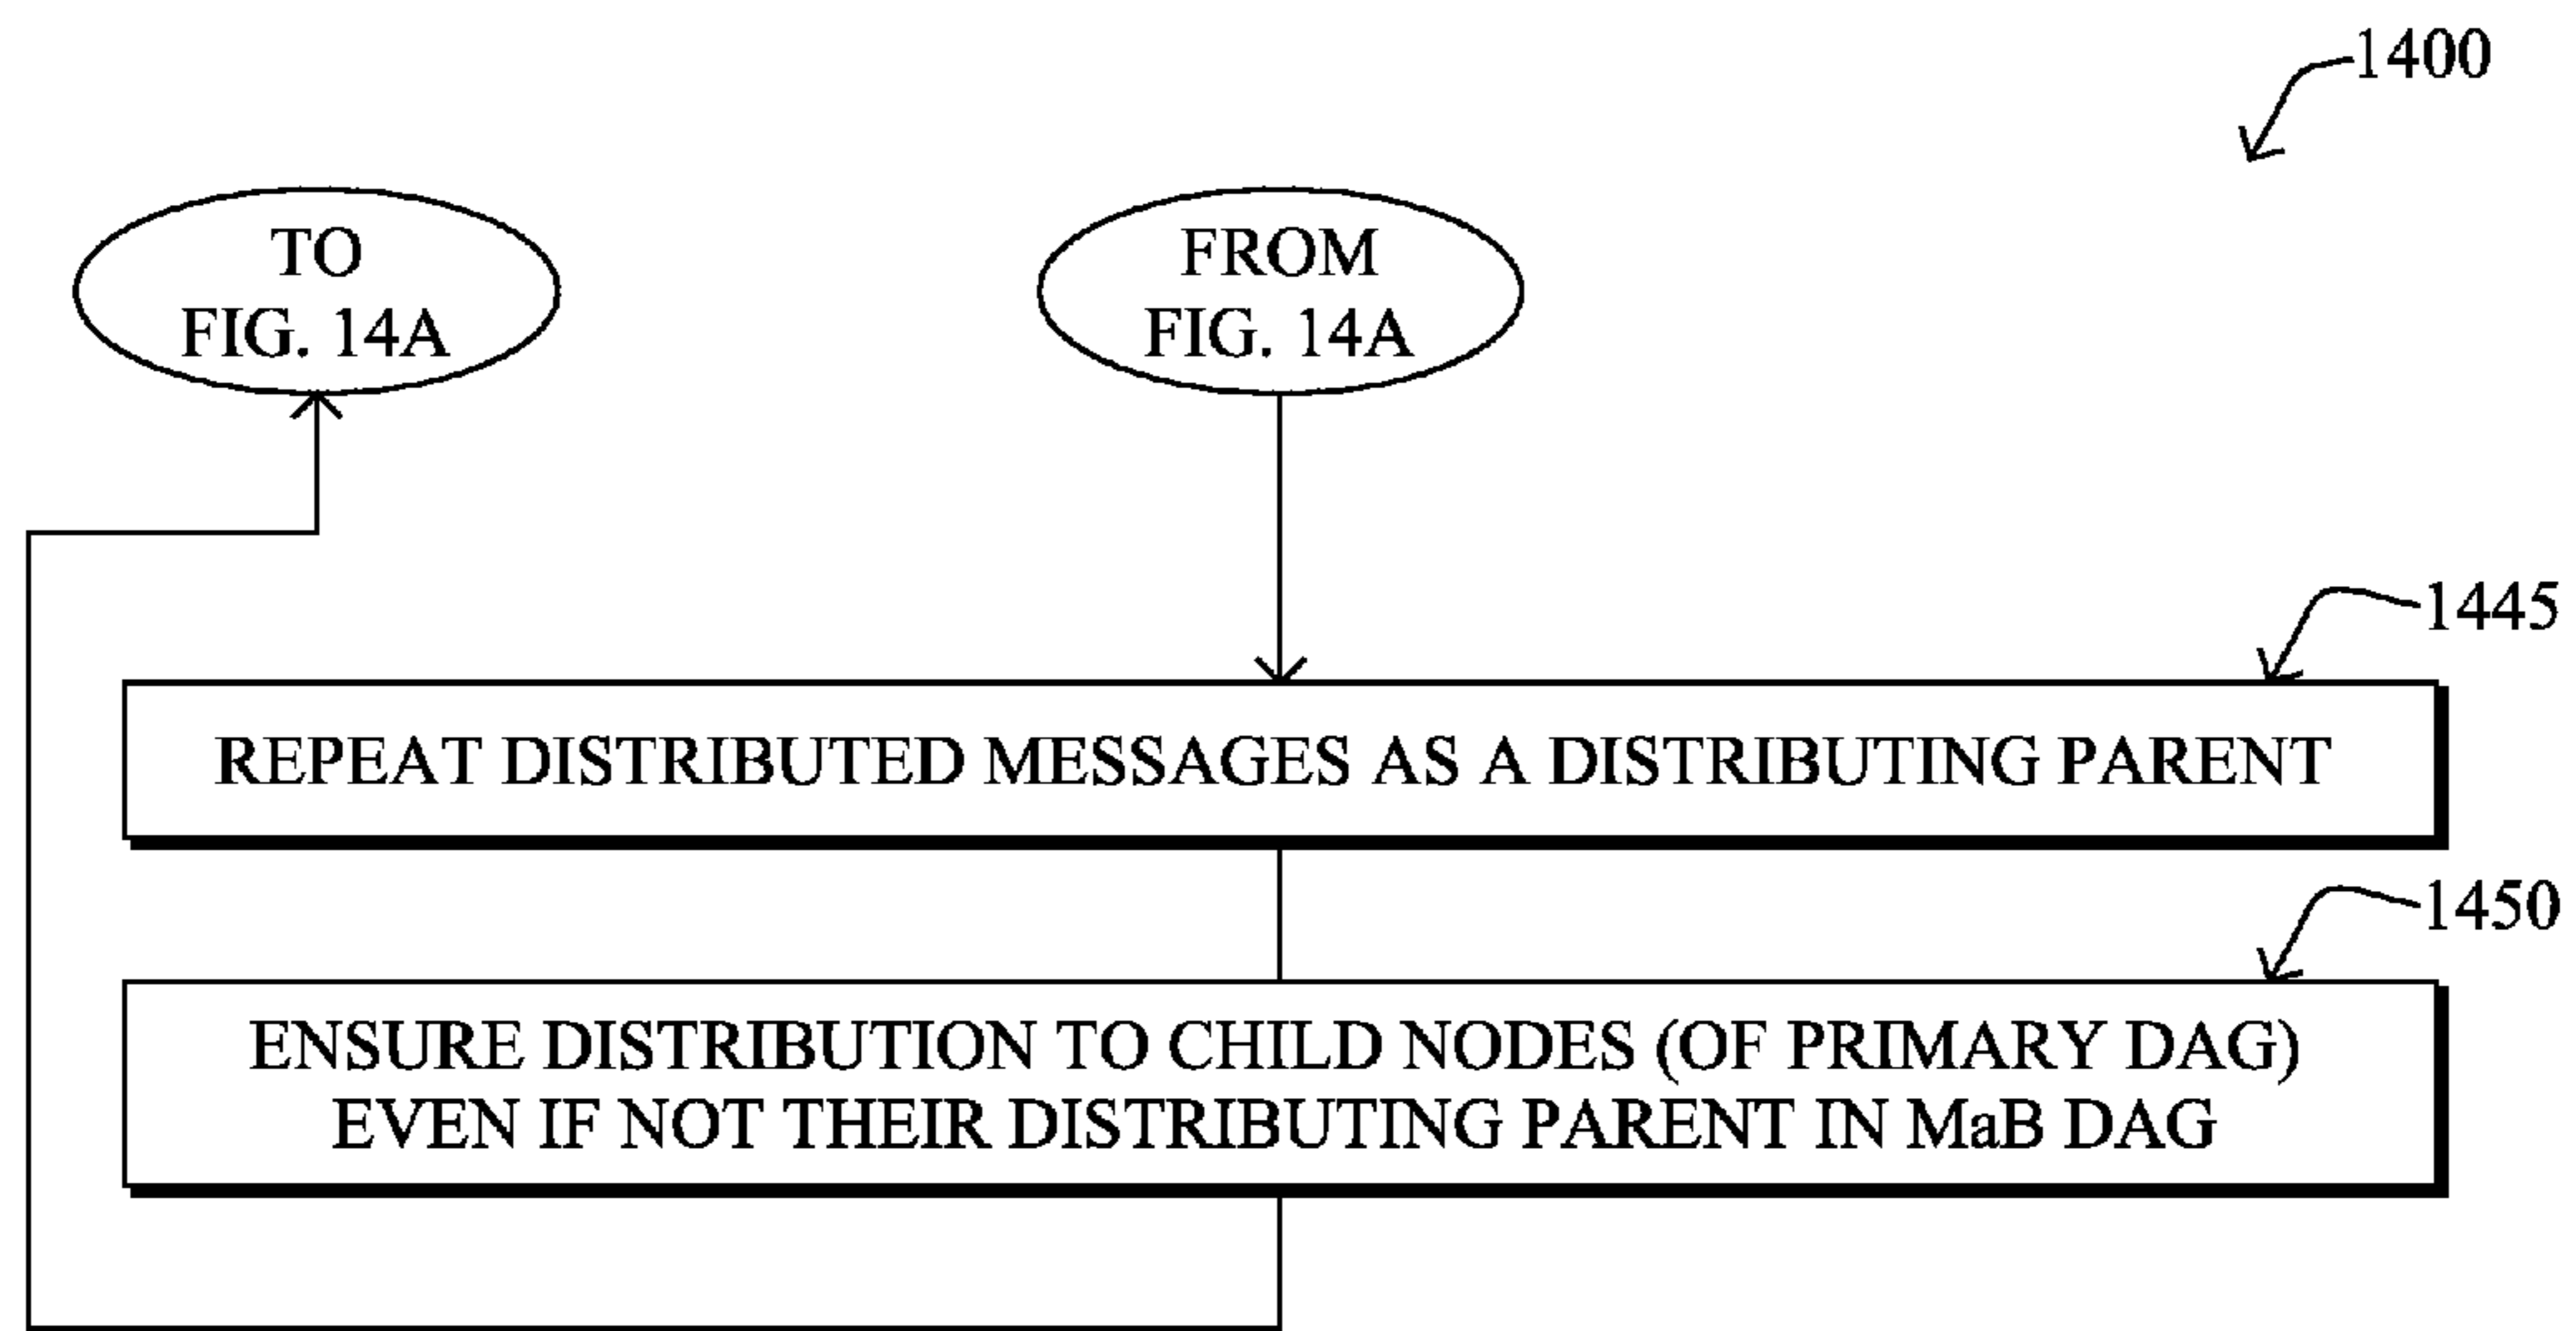 1400
TO
FIG. 14A
FROM
FIG. 14A
1445
REPEAT DISTRIBUTED MESSAGES AS A DISTRIBUTING PARENT
1450
ENSURE DISTRIBUTION TO CHILD NODES (OF PRIMARY DAG)
EVEN IF NOT THEIR DISTRIBUTING PARENT IN MaB DAG